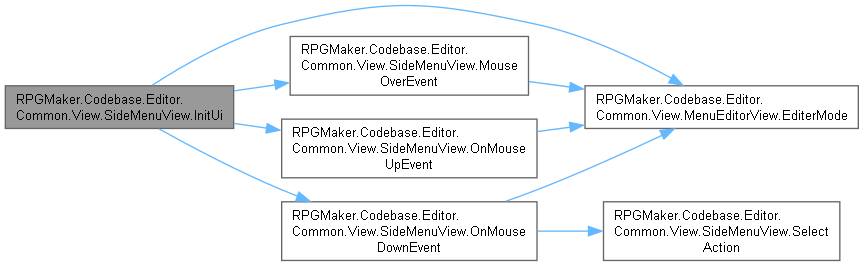 RPGMaker.Codebase.Editor.
Common.View.SideMenuView.InitUi
RPGMaker.Codebase.Editor.
Common.View.SideMenuView.Mouse
OverEvent
RPGMaker.Codebase.Editor.
Common.View.MenuEditorView.EditerMode
RPGMaker.Codebase.Editor.
Common.View.SideMenuView.OnMouse
UpEvent
RPGMaker.Codebase.Editor.
Common.View.SideMenuView.OnMouse
DownEvent
RPGMaker.Codebase.Editor.
Common.View.SideMenuView.Select
Action